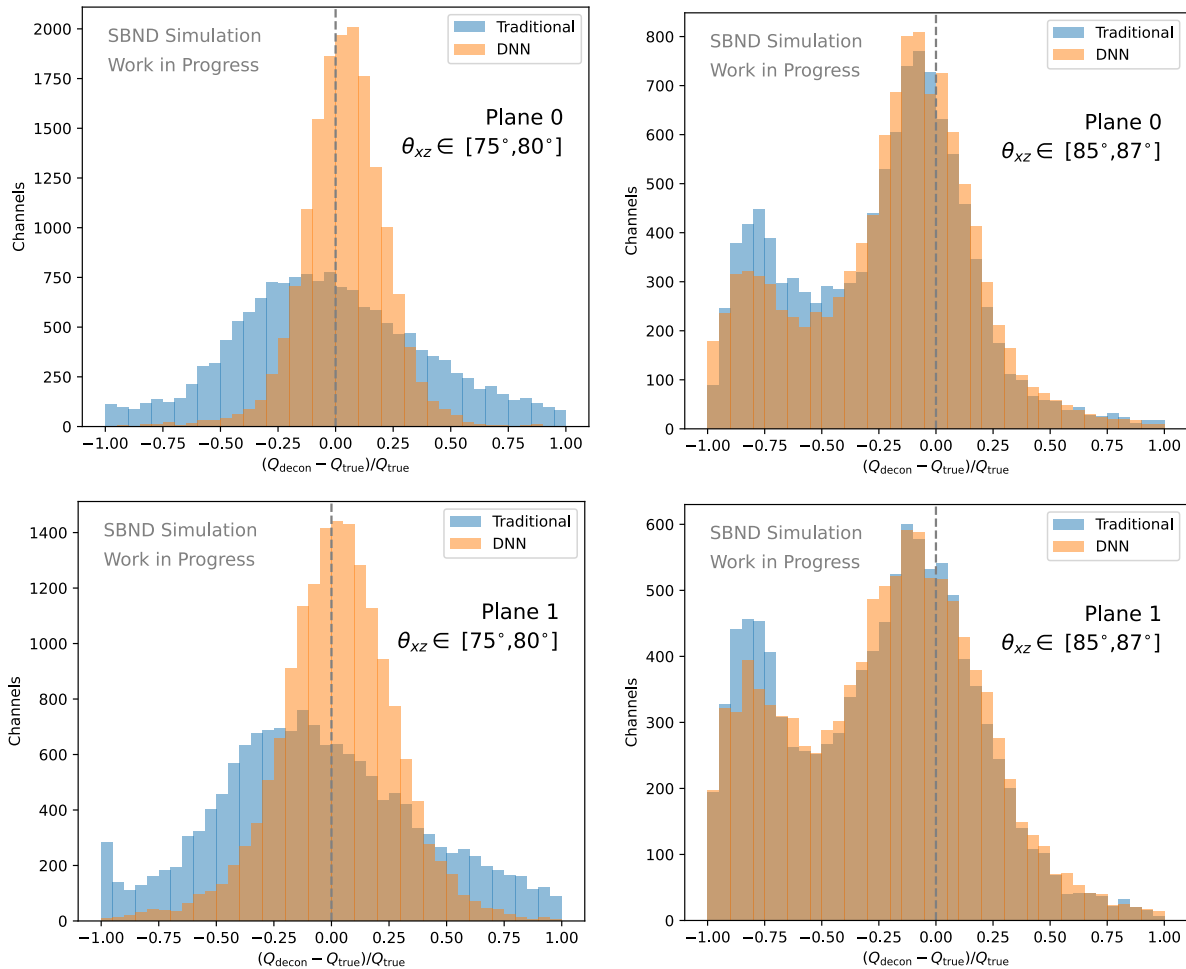 SBND Simulation
Work in Progress
Traditional
DNN
Plane 0
θxz ∈ [75°,80°]
Channels
2000
1750
1500
1250
1000
750
500
250
0
−1.00 −0.75 −0.50 −0.25 0.00 0.25 0.50 0.75 1.00
(Qdecon − Qtrue)/Qtrue
SBND Simulation
Work in Progress
Traditional
DNN
Plane 0
θxz ∈ [85°,87°]
Channels
800
700
600
500
400
300
200
100
0
−1.00 −0.75 −0.50 −0.25 0.00 0.25 0.50 0.75 1.00
(Qdecon − Qtrue)/Qtrue
SBND Simulation
Work in Progress
Traditional
DNN
Plane 1
θxz ∈ [75°,80°]
Channels
1400
1200
1000
800
600
400
200
0
−1.00 −0.75 −0.50 −0.25 0.00 0.25 0.50 0.75 1.00
(Qdecon − Qtrue)/Qtrue
SBND Simulation
Work in Progress
Traditional
DNN
Plane 1
θxz ∈ [85°,87°]
Channels
600
500
400
300
200
100
0
−1.00 −0.75 −0.50 −0.25 0.00 0.25 0.50 0.75 1.00
(Qdecon − Qtrue)/Qtrue